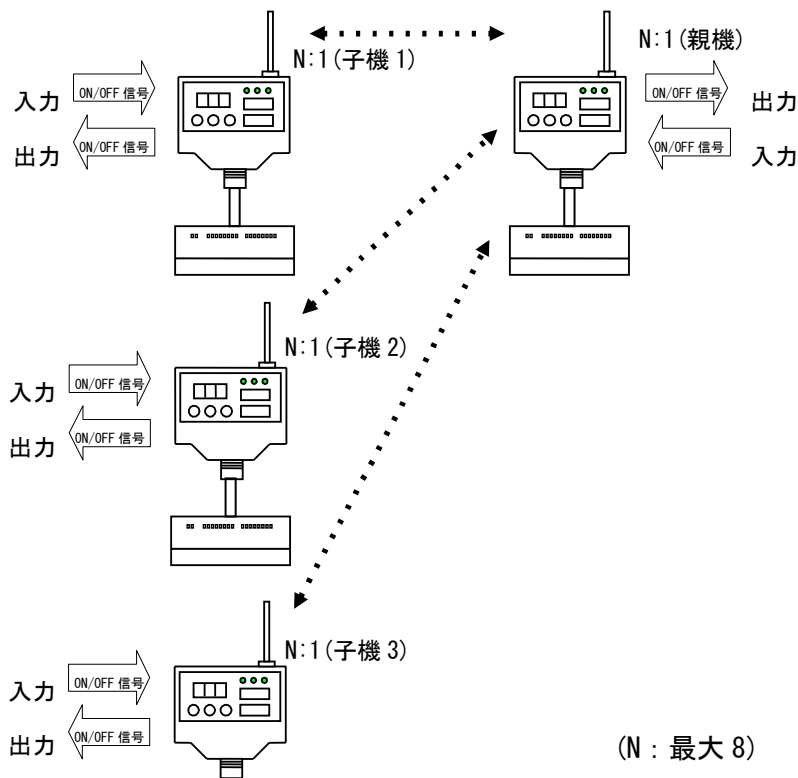 N:1(子機1)
N:1(親機)
入力 ON/OFF 信号
ON/OFF 信号 出力
出力 ON/OFF 信号
ON/OFF 信号 入力
N:1(子機2)
入力 ON/OFF 信号
出力 ON/OFF 信号
N:1(子機3)
入力 ON/OFF 信号
出力 ON/OFF 信号
(N:最大8)